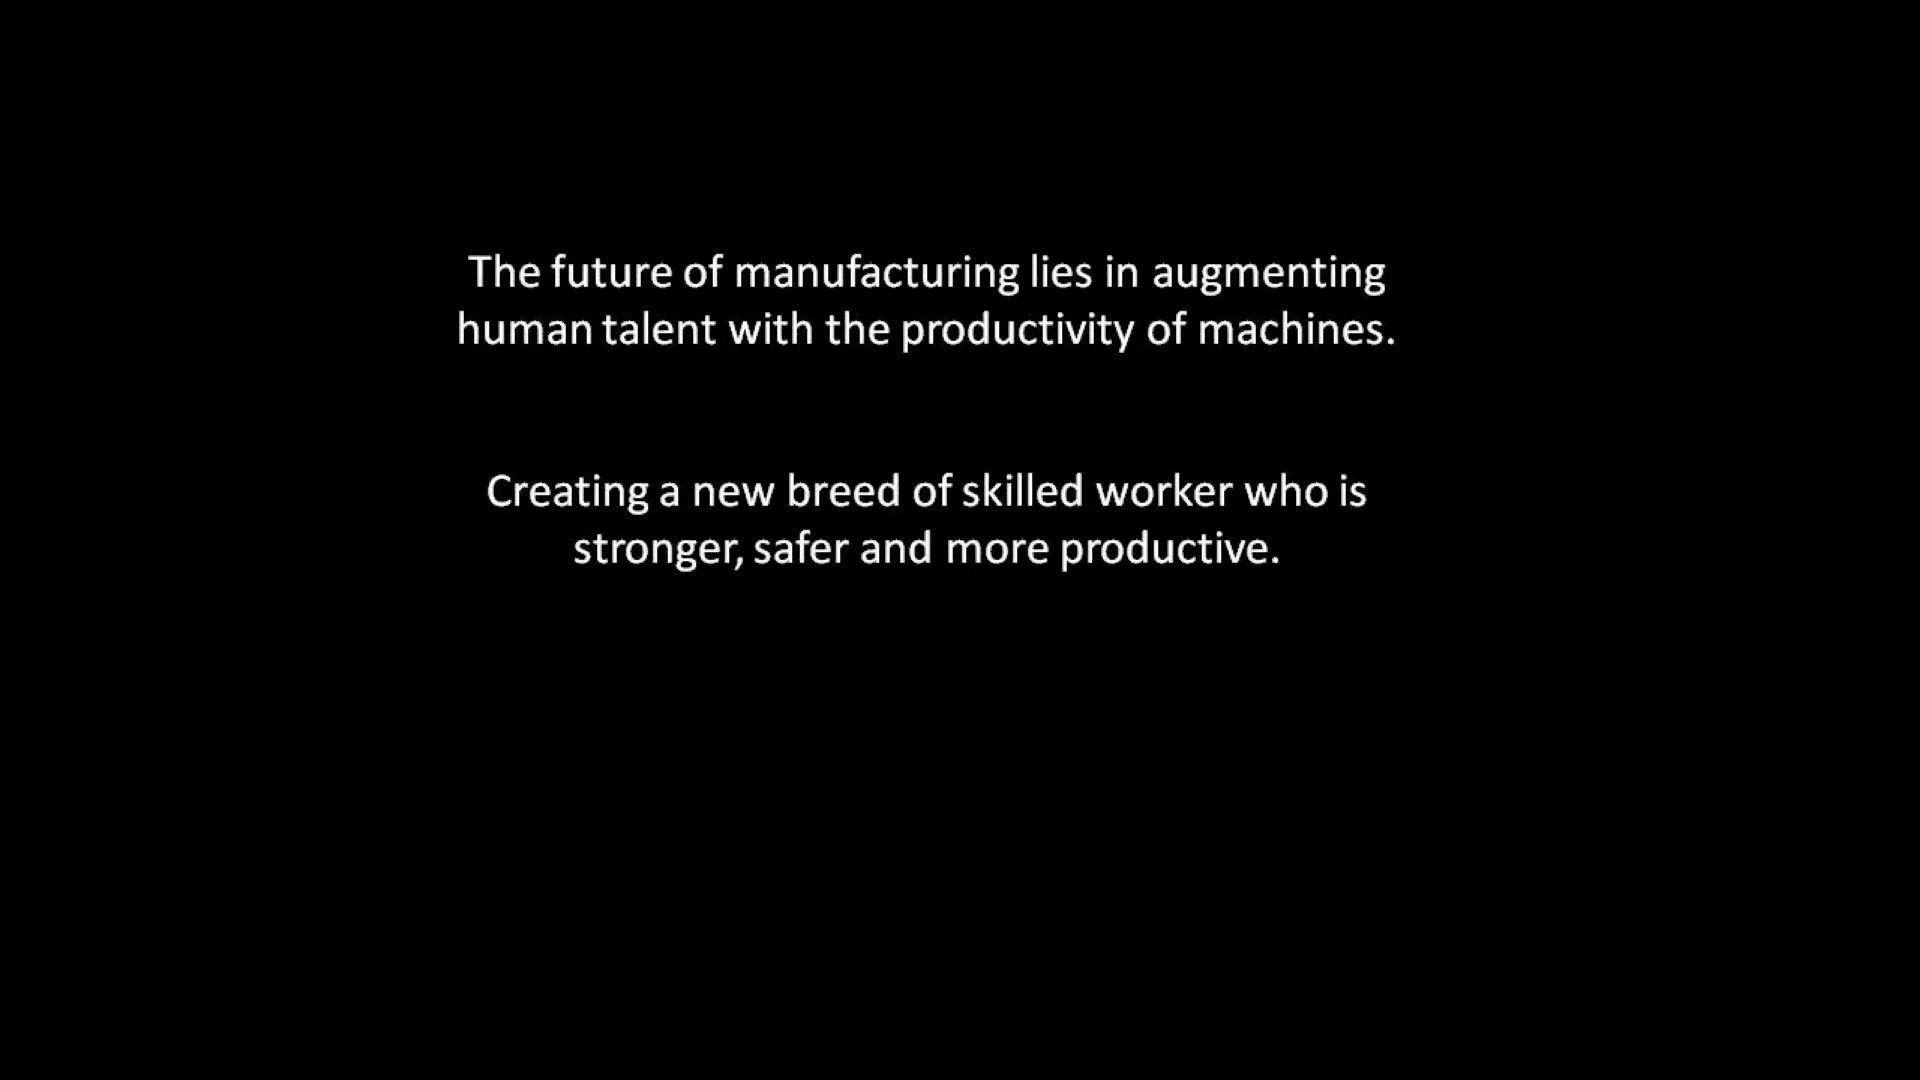 The future of manufacturing lies in augmenting
human talent with the productivity of machines.
Creating a new breed of skilled worker who is
stronger, safer and more productive.